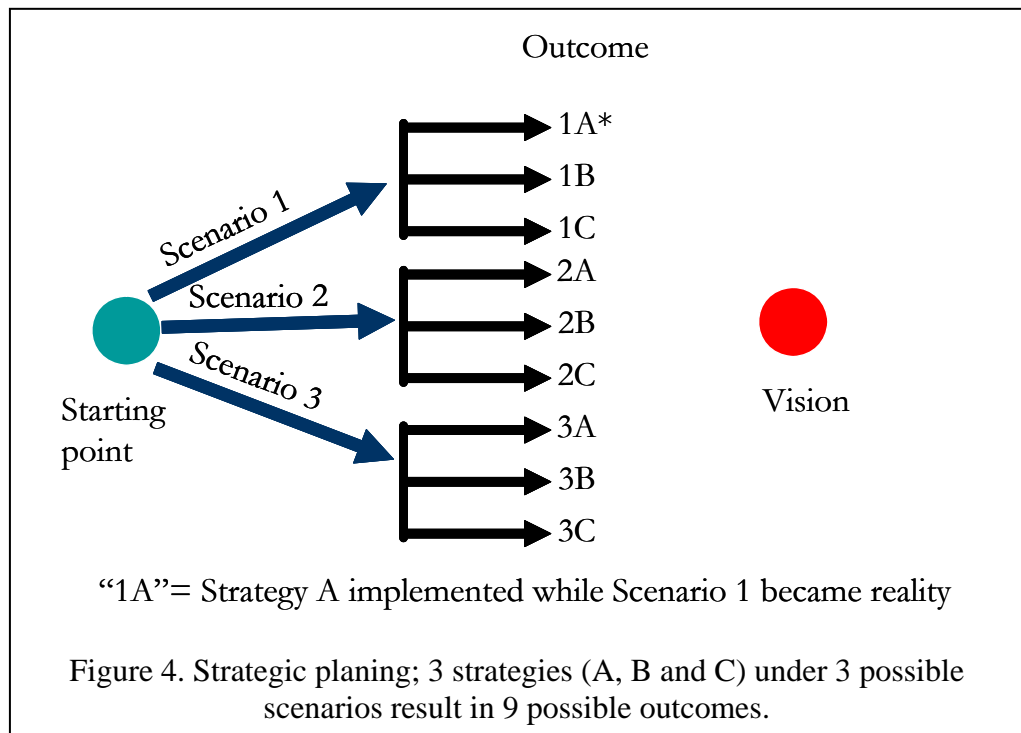 Outcome
1A*
1B
1C
2A
2B
2C
3A
3B
3C
Scenario 1
Scenario 2
Scenario 3
Starting
point
Vision
“1A”= Strategy A implemented while Scenario 1 became reality
Figure 4. Strategic planing; 3 strategies (A, B and C) under 3 possible
scenarios result in 9 possible outcomes.